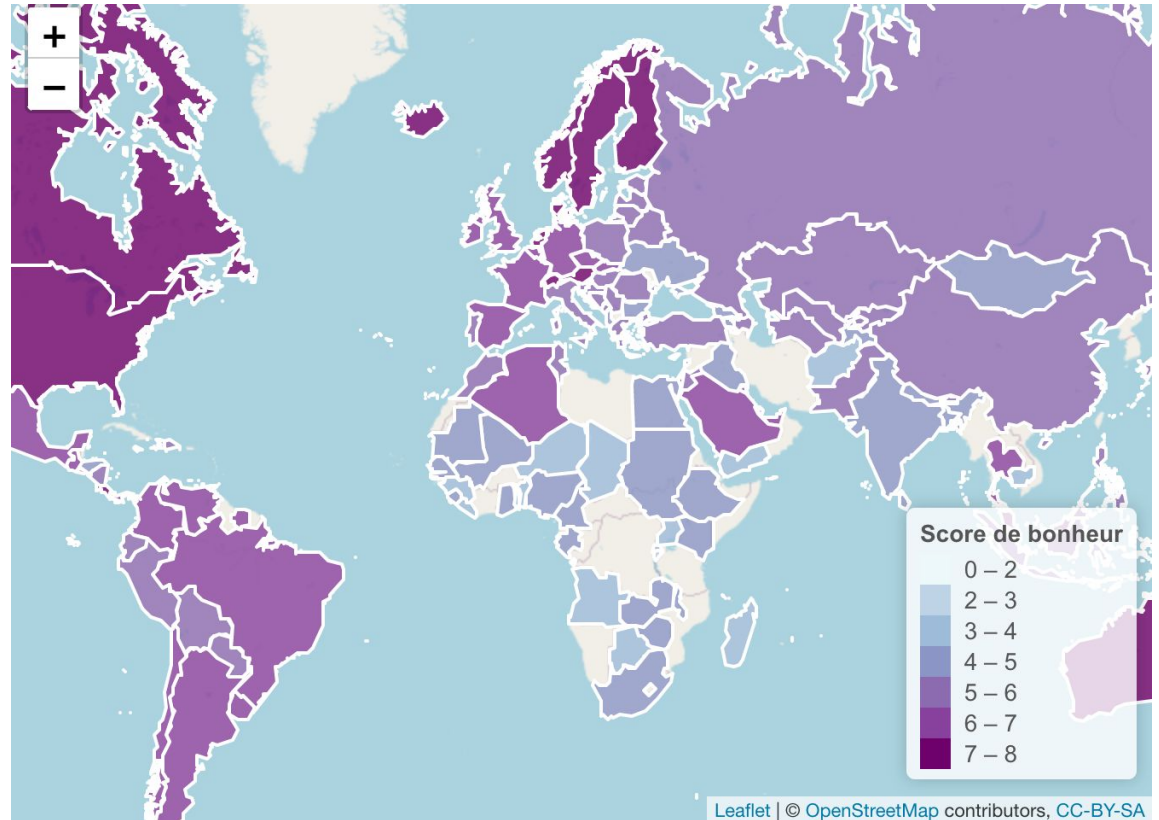 +
−
Score de bonheur
0 – 2
2 – 3
3 – 4
4 – 5
5 – 6
6 – 7
7 – 8
Leaflet | © OpenStreetMap contributors, CC-BY-SA